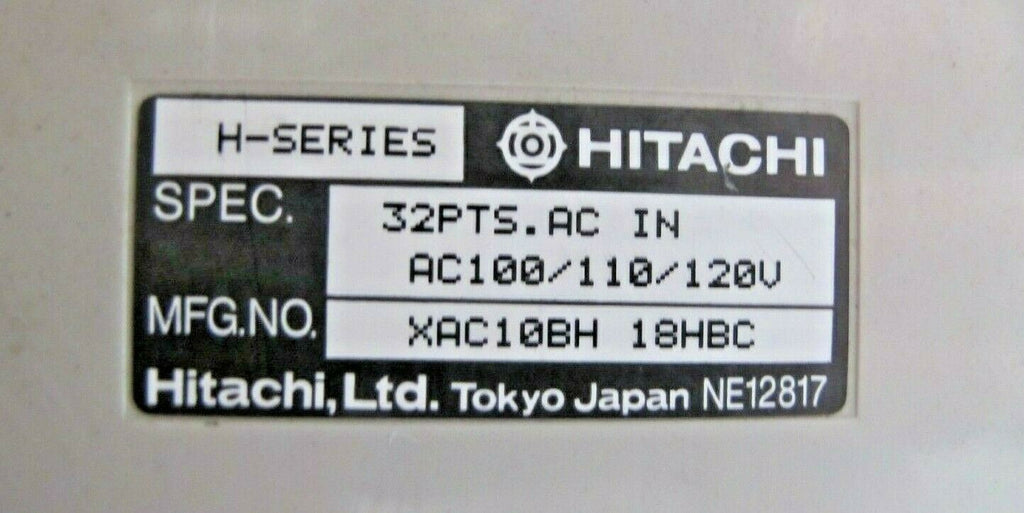 H-SERIES HITACHI
SPEC. 32PTS.AC IN
AC100/110/120V
MFG.NO. XAC10BH 18HBC
Hitachi,Ltd. Tokyo Japan NE12817